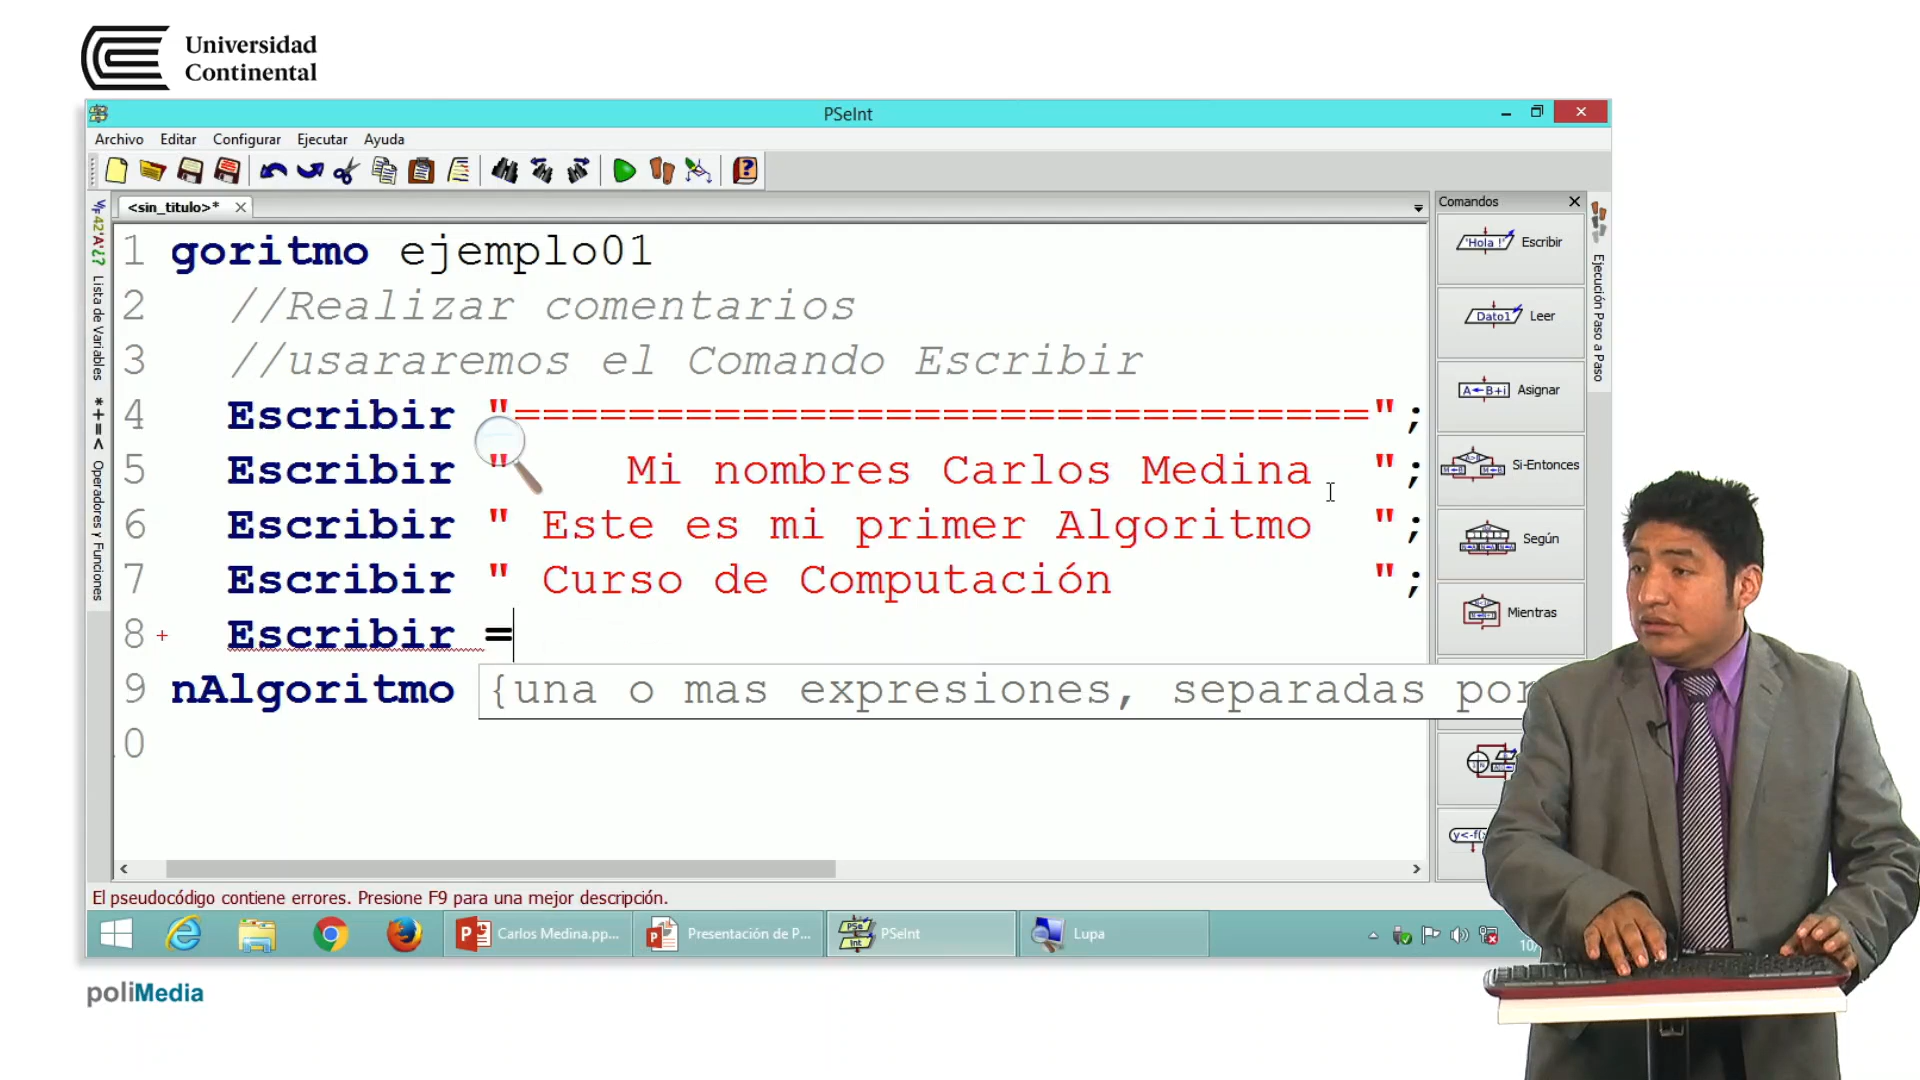 Universidad
Continental
PSeInt
Archivo Editar Configurar Ejecutar Ayuda
<sin_titulo>*
Comandos
1 goritmo ejemplo01
2 //Realizar comentarios
3 //usararemos el Comando Escribir
4 Escribir "==============================";
5 Escribir "    Mi nombres Carlos Medina  ";
6 Escribir " Este es mi primer Algoritmo  ";
7 Escribir " Curso de Computación         ";
8 + Escribir =
9 nAlgoritmo
{una o mas expresiones, separadas por
0
Lista de Variables
*+=<
Operadores y Funciones
'Hola !' Escribir
Dato1 Leer
A←B+i Asignar
Si-Entonces
Según
Mientras
y<-f(x
Ejecución Paso a Paso
El pseudocódigo contiene errores. Presione F9 para una mejor descripción.
Carlos Medina.pp...
Presentación de P...
PSeInt
Lupa
10/
poliMedia